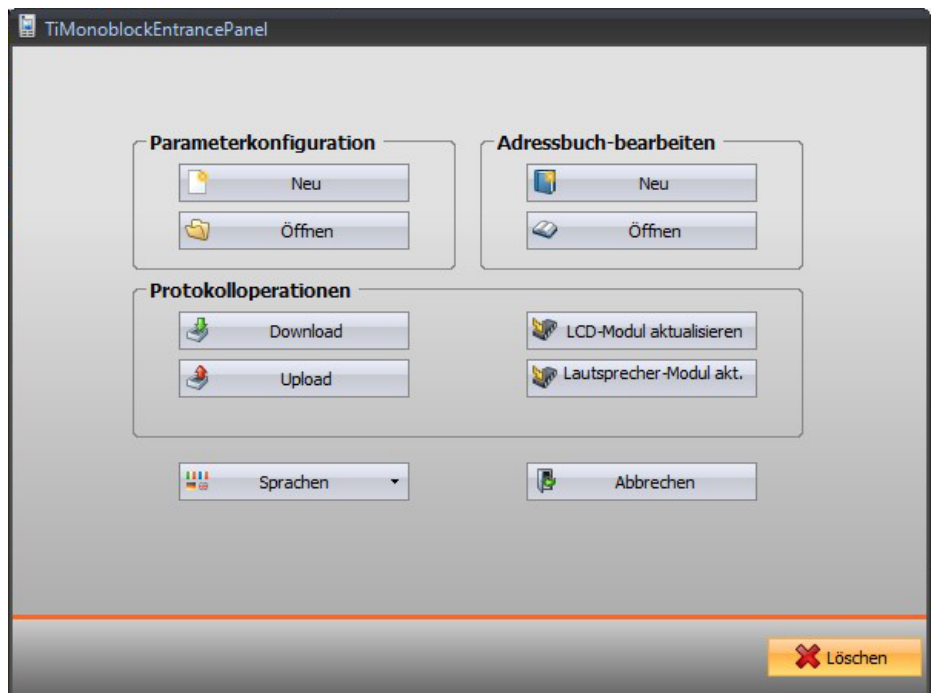 TiMonoblockEntrancePanel
Parameterkonfiguration
Neu
Öffnen
Adressbuch-bearbeiten
Neu
Öffnen
Protokolloperationen
Download
Upload
LCD-Modul aktualisieren
Lautsprecher-Modul akt.
Sprachen
Abbrechen
Löschen